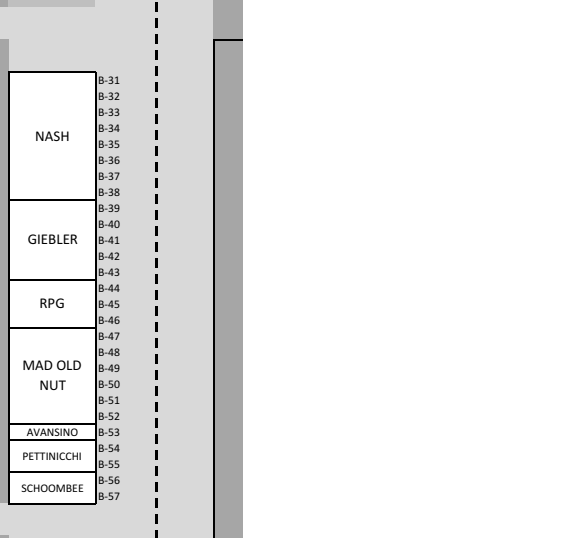 B-31
B-32
B-33
B-34
NASH
B-35
B-36
B-37
B-38
B-39
B-40
GIEBLER
B-41
B-42
B-43
B-44
RPG
B-45
B-46
B-47
B-48
MAD OLD
NUT
B-49
B-50
B-51
B-52
AVANSINO
B-53
B-54
PETTINICCHI
B-55
B-56
SCHOOMBEE
B-57